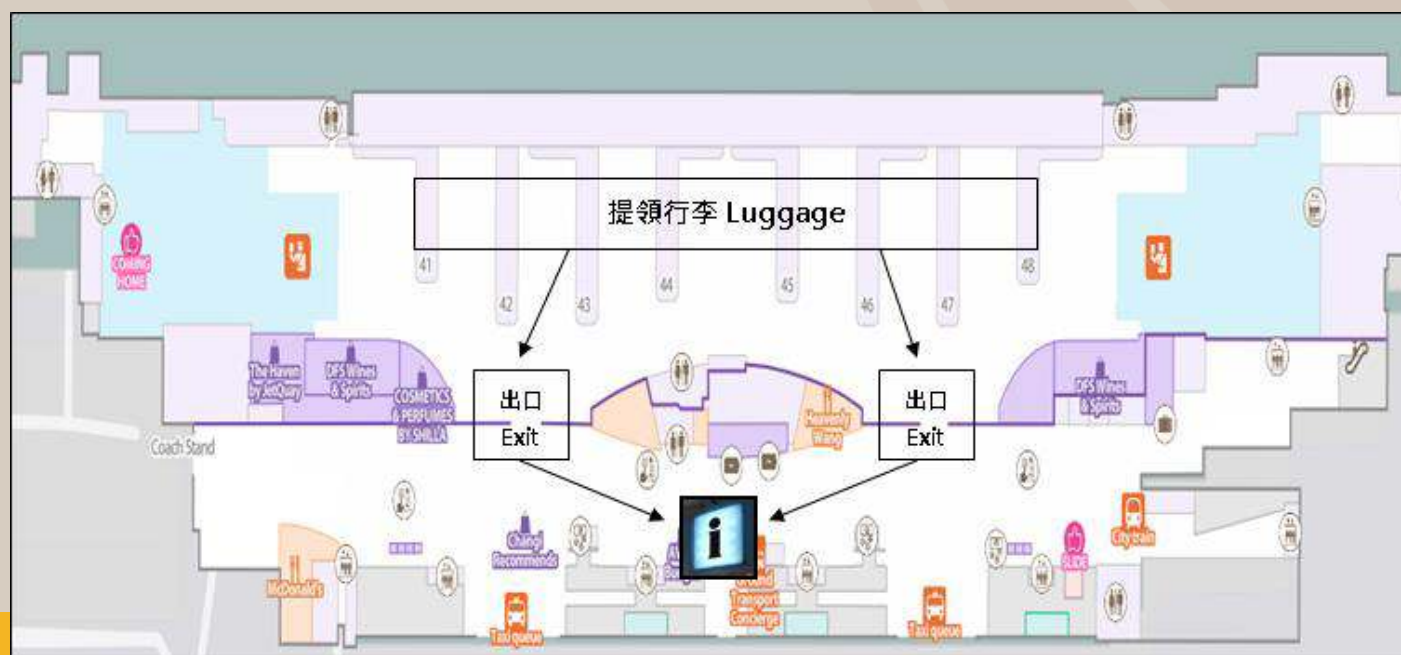 提領行李 Luggage
41
42
43
44
45
46
47
48
COMING
HOME
The Haven
by JetQuay
DFS Wines
& Spirits
COSMETICS
& PERFUMES
BY SHILLA
出口
Exit
Heavenly
Wang
出口
Exit
DFS Wines
& Spirits
Coach Stand
i
McDonald's
Changi
Recommends
Taxi queue
Transport
Concierge
Taxi queue
SLIDE
City train